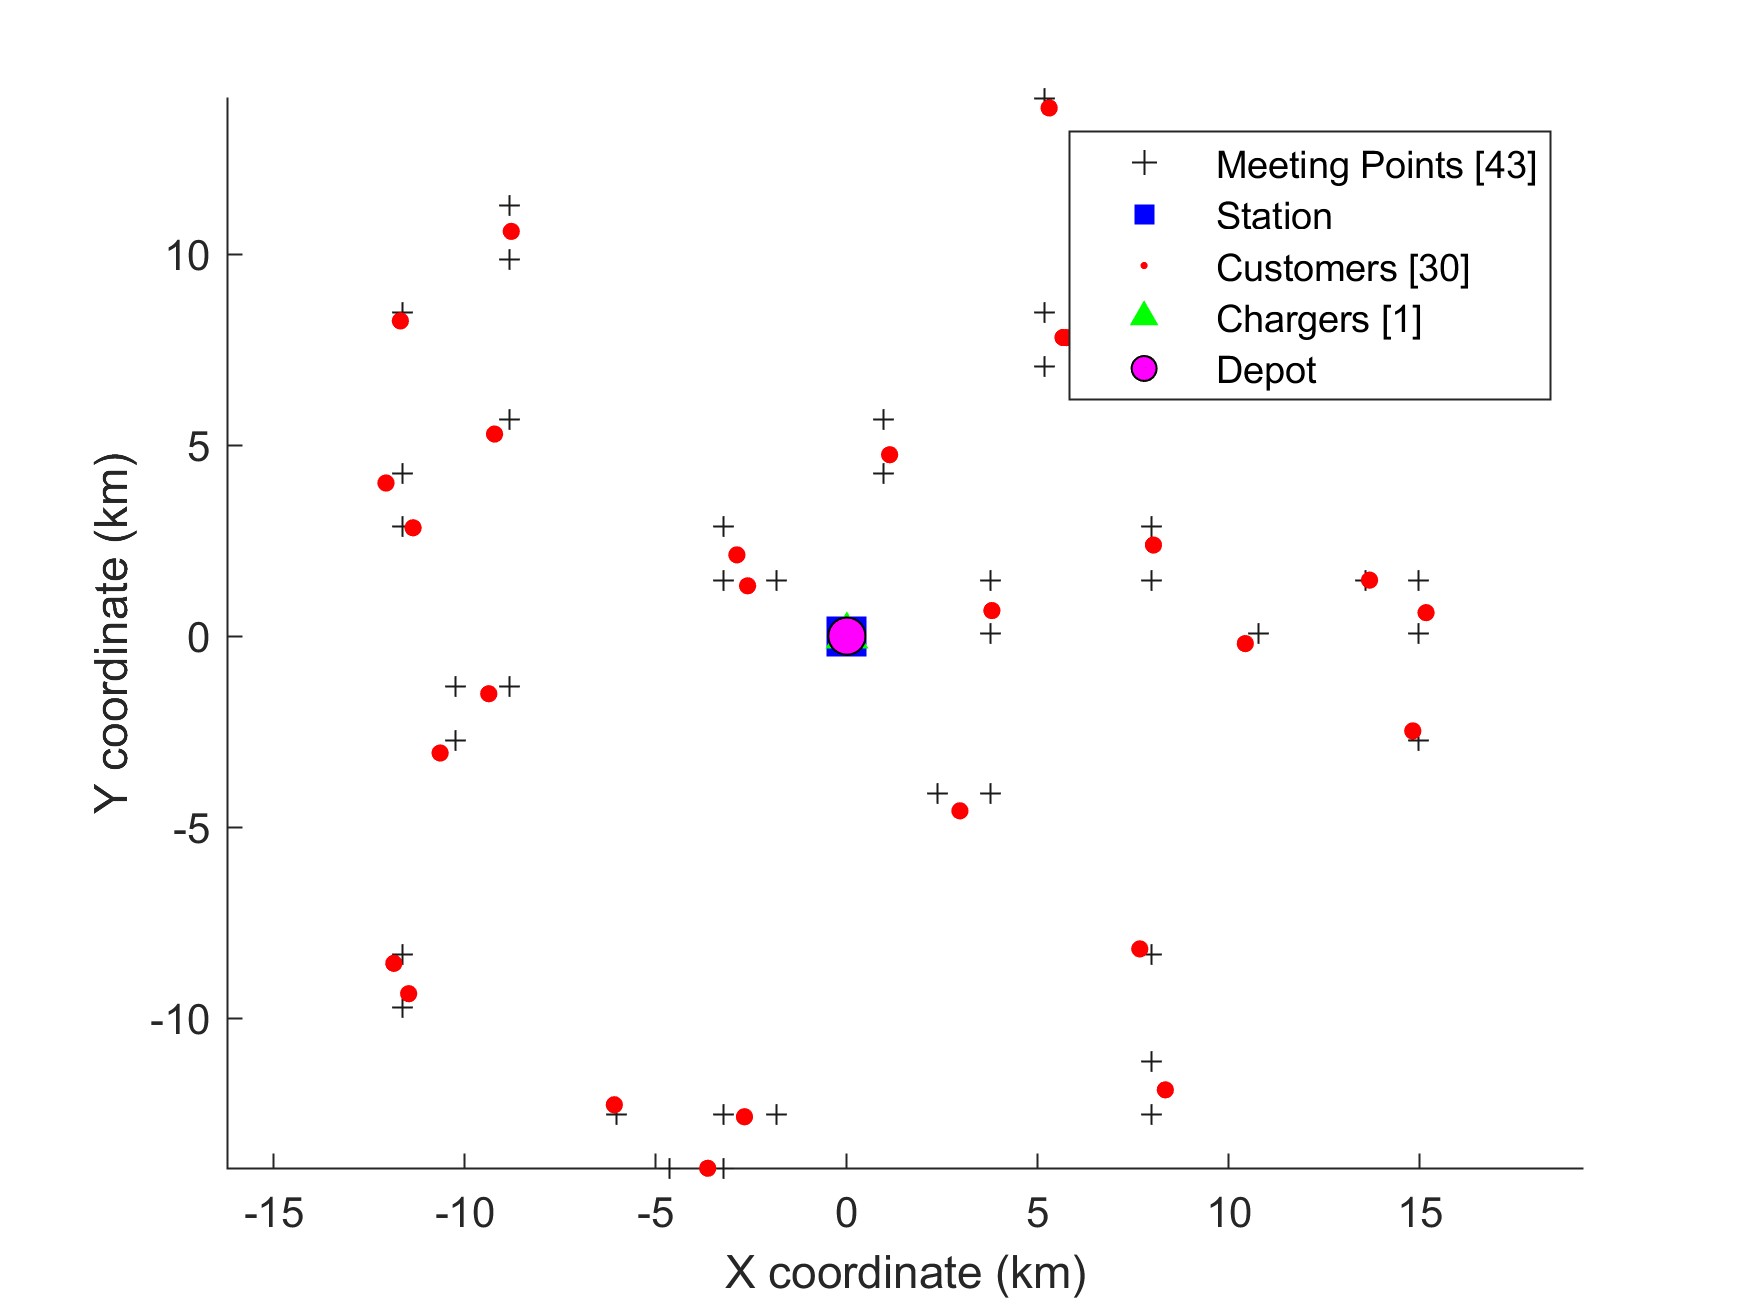 Meeting Points [43]
Station
Customers [30]
Chargers [1]
Depot
10
5
0
-5
-10
Y coordinate (km)
-15 -10 -5 0 5 10 15
X coordinate (km)